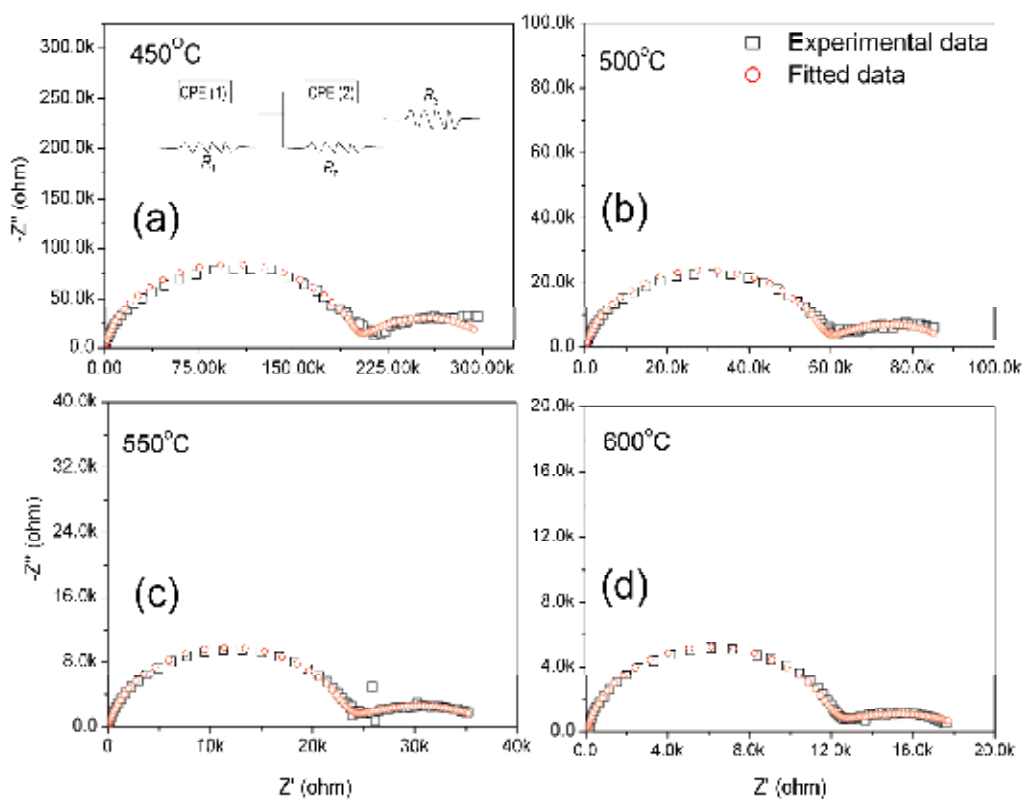 450°C
CPE (1)
CPE (2)
R1
-Z" (ohm)
300.0k
250.0k
200.0k
150.0k
100.0k
50.0k
0.0
0.00
75.00k
150.00k
225.00k
300.00k
(a)
500°C
Experimental data
Fitted data
100.0k
80.0k
60.0k
40.0k
20.0k
0.0
0.0
20.0k
40.0k
60.0k
80.0k
100.0k
(b)
550°C
-Z" (ohm)
40.0k
32.0k
24.0k
16.0k
8.0k
0.0
0
10k
20k
30k
40k
Z' (ohm)
(c)
600°C
20.0k
16.0k
12.0k
8.0k
4.0k
0.0
0.0
4.0k
8.0k
12.0k
16.0k
20.0k
Z' (ohm)
(d)